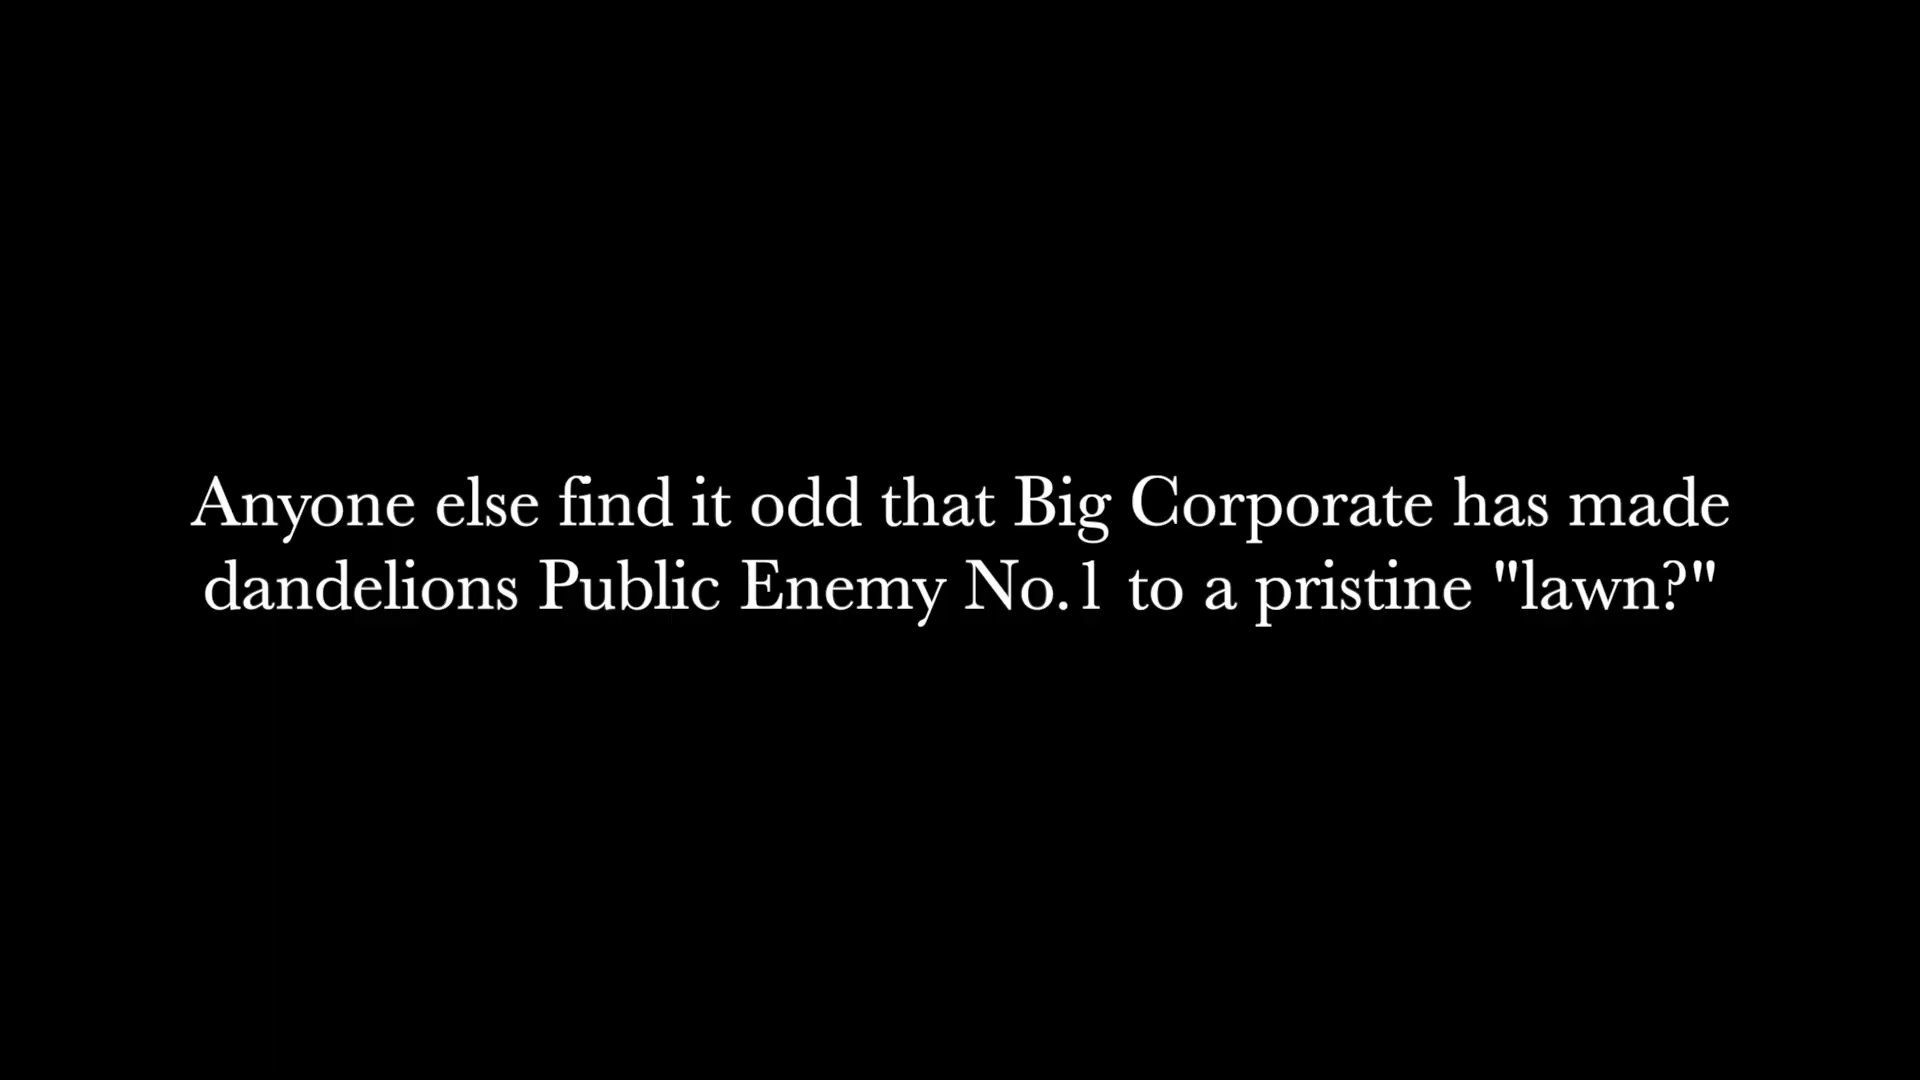 Anyone else find it odd that Big Corporate has made
dandelions Public Enemy No.1 to a pristine "lawn?"